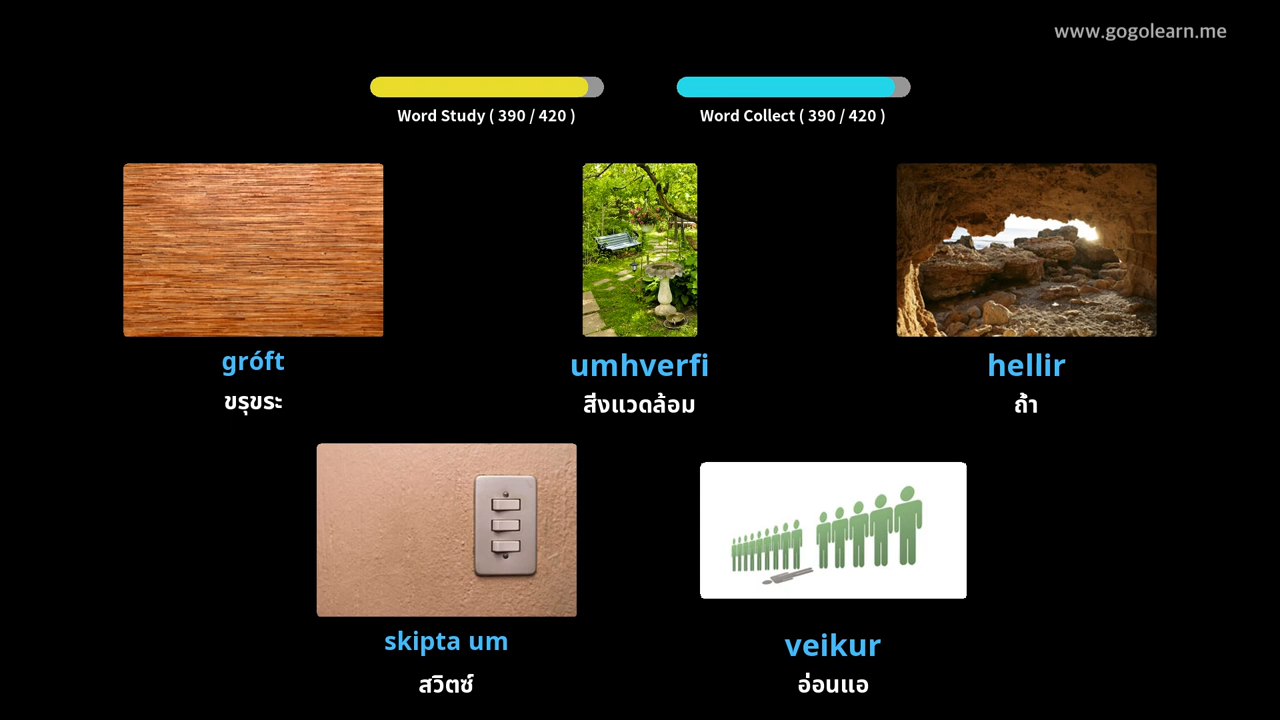 www.gogolearn.me
Word Study ( 390 / 420 )
Word Collect ( 390 / 420 )
gróft
ขรุขระ
umhverfi
สิ่งแวดล้อม
hellir
ถ้ำ
skipta um
สวิตซ์
veikur
อ่อนแอ